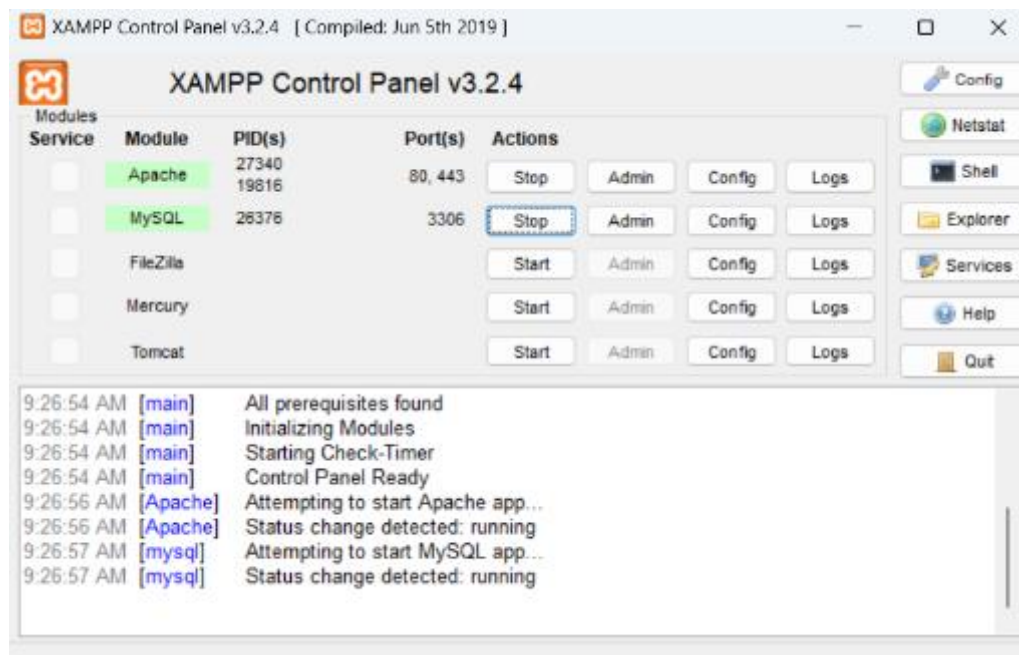 XAMPP Control Panel v3.2.4 [ Compiled: Jun 5th 2019 ]
XAMPP Control Panel v3.2.4
Config
Modules
Service Module PID(s) Port(s) Actions
Netstat
Apache 27340 19816 80, 443 Stop Admin Config Logs
Shell
MySQL 26376 3306 Stop Admin Config Logs
Explorer
FileZilla Start Admin Config Logs
Services
Mercury Start Admin Config Logs
Help
Tomcat Start Admin Config Logs
Quit
9:26:54 AM [main] All prerequisites found
9:26:54 AM [main] Initializing Modules
9:26:54 AM [main] Starting Check-Timer
9:26:54 AM [main] Control Panel Ready
9:26:56 AM [Apache] Attempting to start Apache app...
9:26:56 AM [Apache] Status change detected: running
9:26:57 AM [mysql] Attempting to start MySQL app...
9:26:57 AM [mysql] Status change detected: running